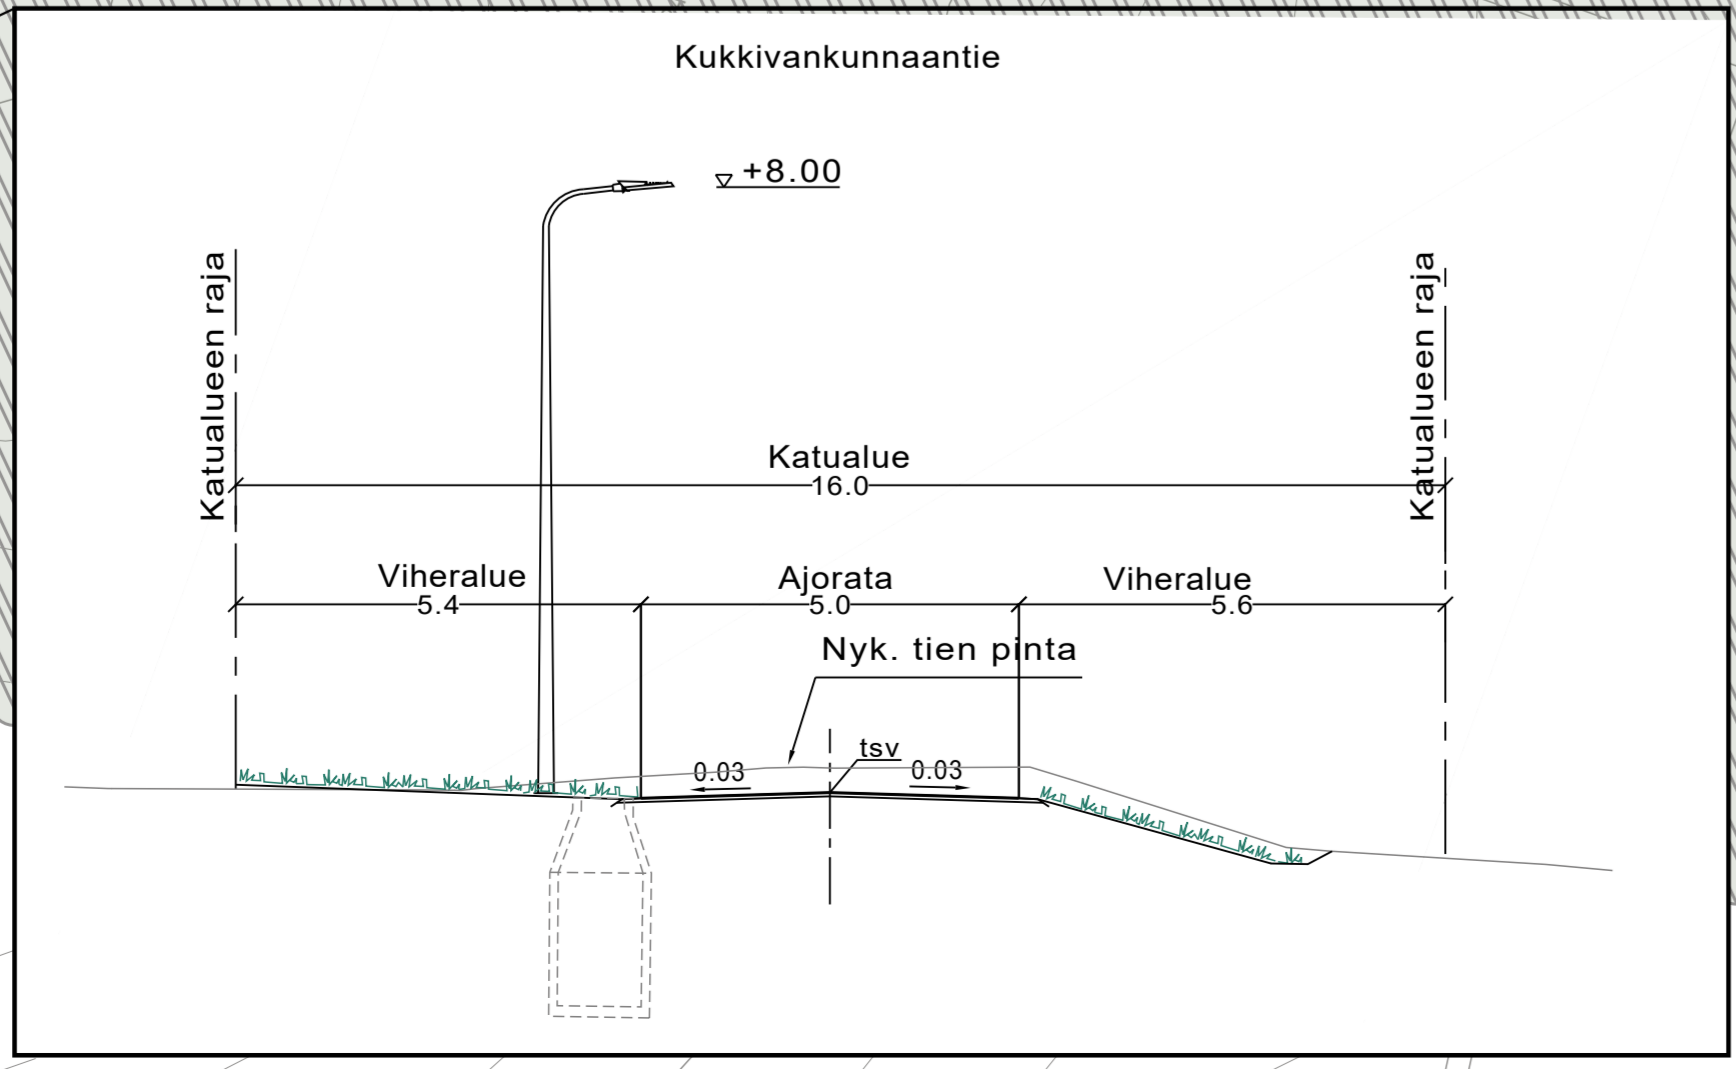 Kukkivankunnaantie
+8.00
Katualueen raja
Katualueen raja
Katualue
16.0
Viheralue
Ajorata
Viheralue
5.4
5.0
5.6
Nyk. tien pinta
tsv
0.03
0.03